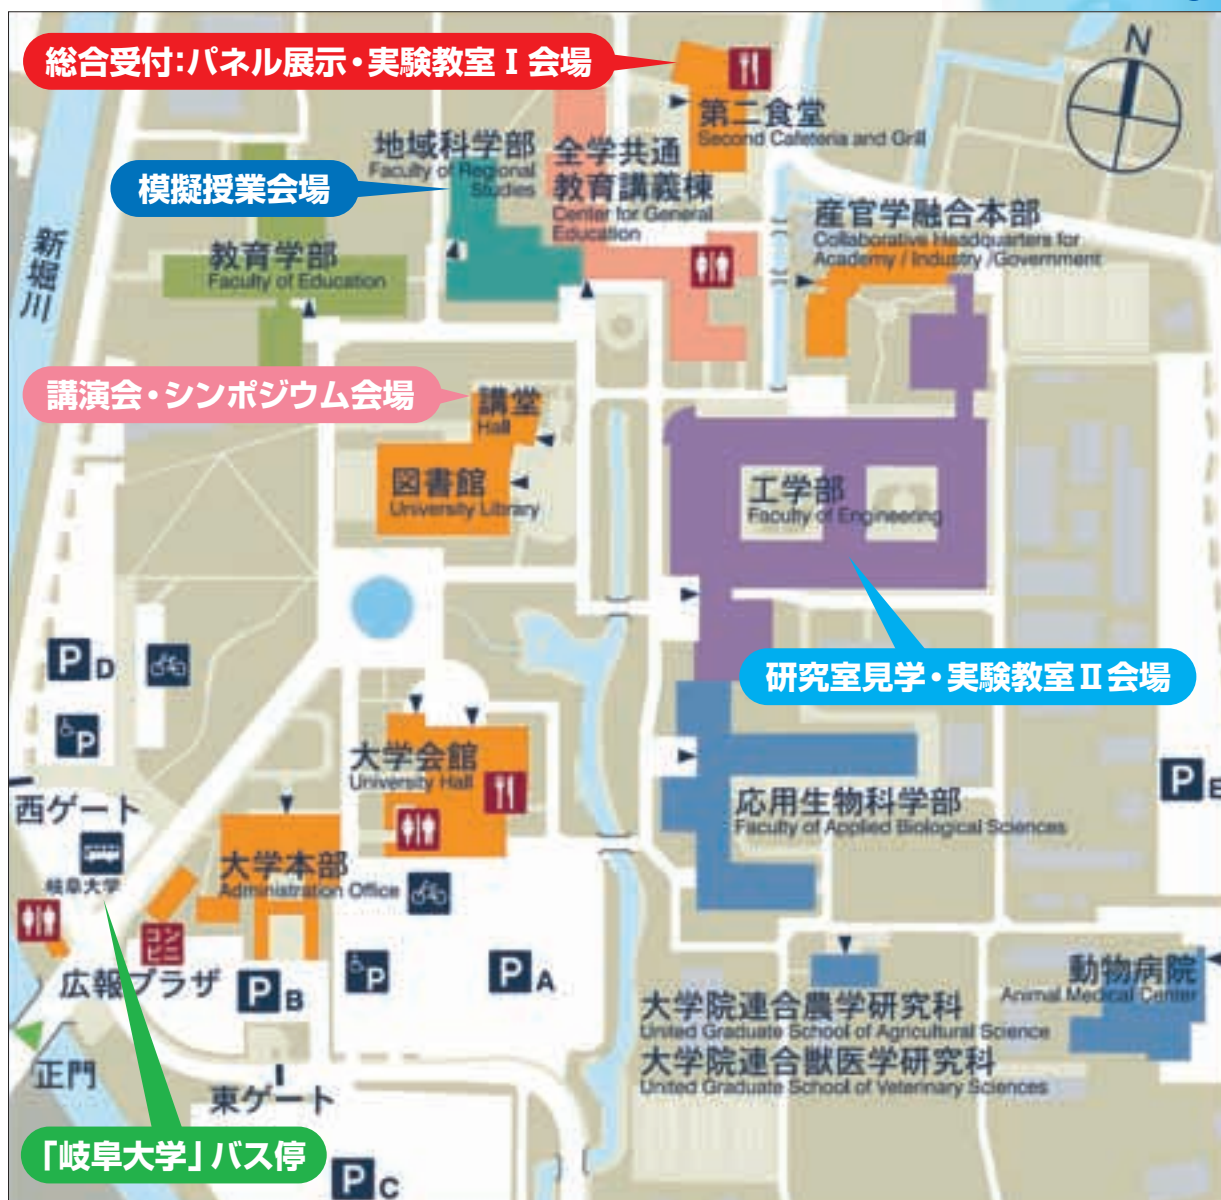 総合受付:パネル展示・実験教室Ⅰ会場
N
第二食堂
Second Cafeteria and Grill
地域科学部
Faculty of Regional
Studies
全学共通
教育講義棟
Center for General
Education
模擬授業会場
産官学融合本部
Collaborative Headquarters for
Academy / Industry /Government
新堀川
教育学部
Faculty of Education
講演会・シンポジウム会場
講堂
Hall
図書館
University Library
工学部
Faculty of Engineering
P D
研究室見学・実験教室Ⅱ会場
P
大学会館
University Hall
P E
西ゲート
応用生物科学部
Faculty of Applied Biological Sciences
岐阜大学
大学本部
Administration Office
コン
ビニ
広報プラザ
P B
P
P A
動物病院
Animal Medical Center
大学院連合農学研究科
United Graduate School of Agricultural Science
大学院連合獣医学研究科
United Graduate School of Veterinary Sciences
正門
東ゲート
「岐阜大学」バス停
P C